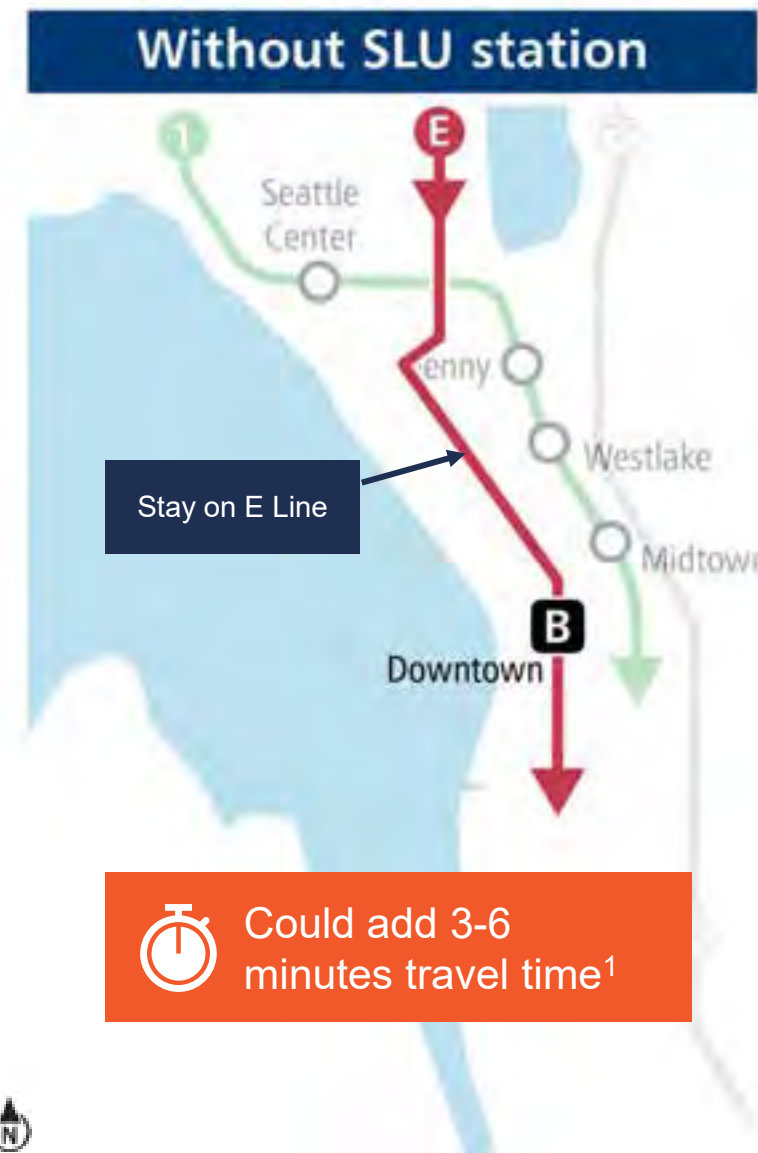 Without SLU station
1
E
Seattle
Center
enny
Westlake
Stay on E Line
Midtow
B
Downtown
Could add 3-6
minutes travel time1
N